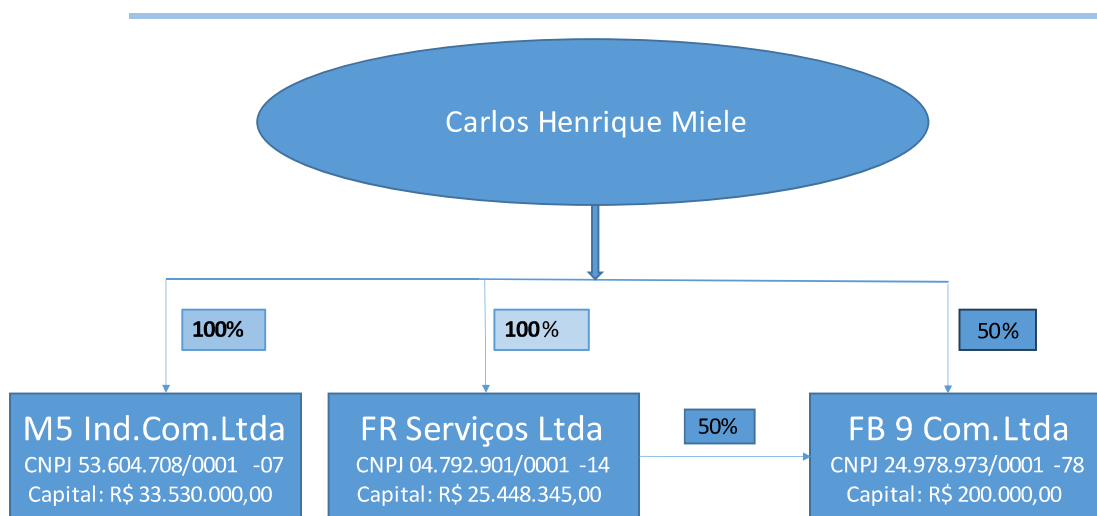 Carlos Henrique Miele
100%
100%
50%
M5 Ind.Com.Ltda
CNPJ 53.604.708/0001 -07
Capital: R$ 33.530.000,00
FR Serviços Ltda
CNPJ 04.792.901/0001 -14
Capital: R$ 25.448.345,00
50%
FB 9 Com.Ltda
CNPJ 24.978.973/0001 -78
Capital: R$ 200.000,00